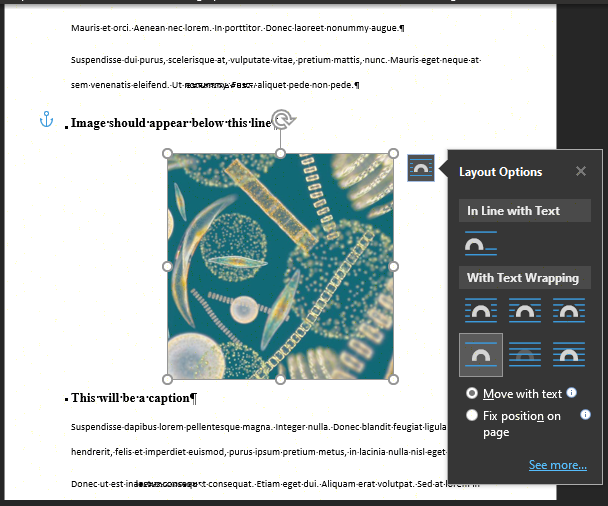 Mauris·et·orci.·Aenean·nec·lorem.·In·porttitor.·Donec·laoreet·nonummy·augue.¶
Suspendisse·dui·purus,·scelerisque·at,·vulputate·vitae,·pretium·mattis,·nunc.·Mauris·eget·neque·at·
sem·venenatis·eleifend.·Ut·nonummy.·Fusce·aliquet·pede·non·pede.¶
Image·should·appear·below·this·line
Layout Options
In Line with Text
With Text Wrapping
Move with text
Fix position on
page
See more...
This·will·be·a·caption¶
Suspendisse·dapibus·lorem·pellentesque·magna.·Integer·nulla.·Donec·blandit·feugiat·ligula
hendrerit,·felis·et·imperdiet·euismod,·purus·ipsum·pretium·metus,·in·lacinia·nulla·nisl·eget·
Donec·ut·est·in·consequat.·Etiam·eget·dui.·Aliquam·erat·volutpat.·Sed·at·lorem·in·